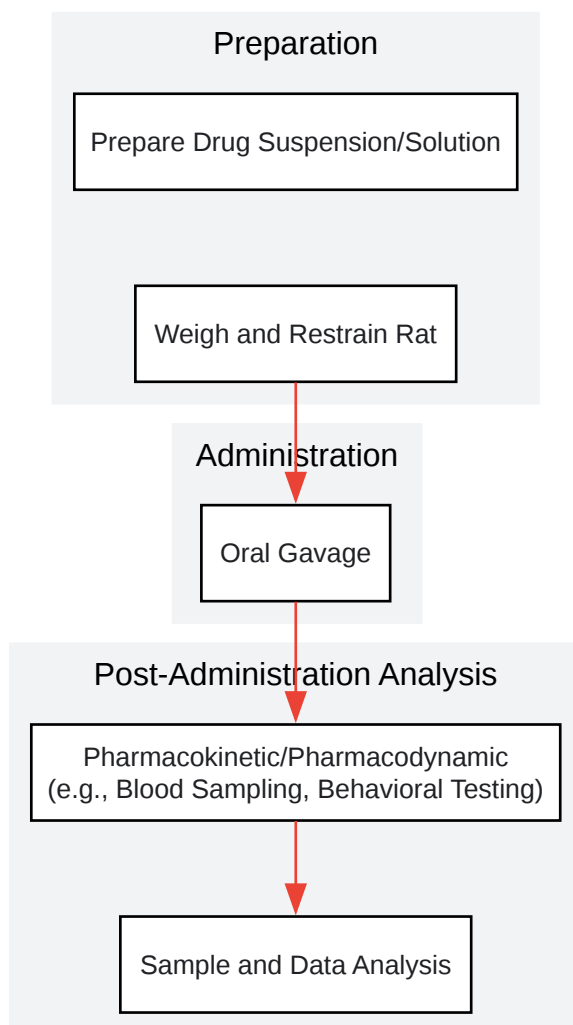 Preparation
Prepare Drug Suspension/Solution
Weigh and Restrain Rat
Administration
Oral Gavage
Post-Administration Analysis
Pharmacokinetic/Pharmacodynamic
(e.g., Blood Sampling, Behavioral Testing)
Sample and Data Analysis